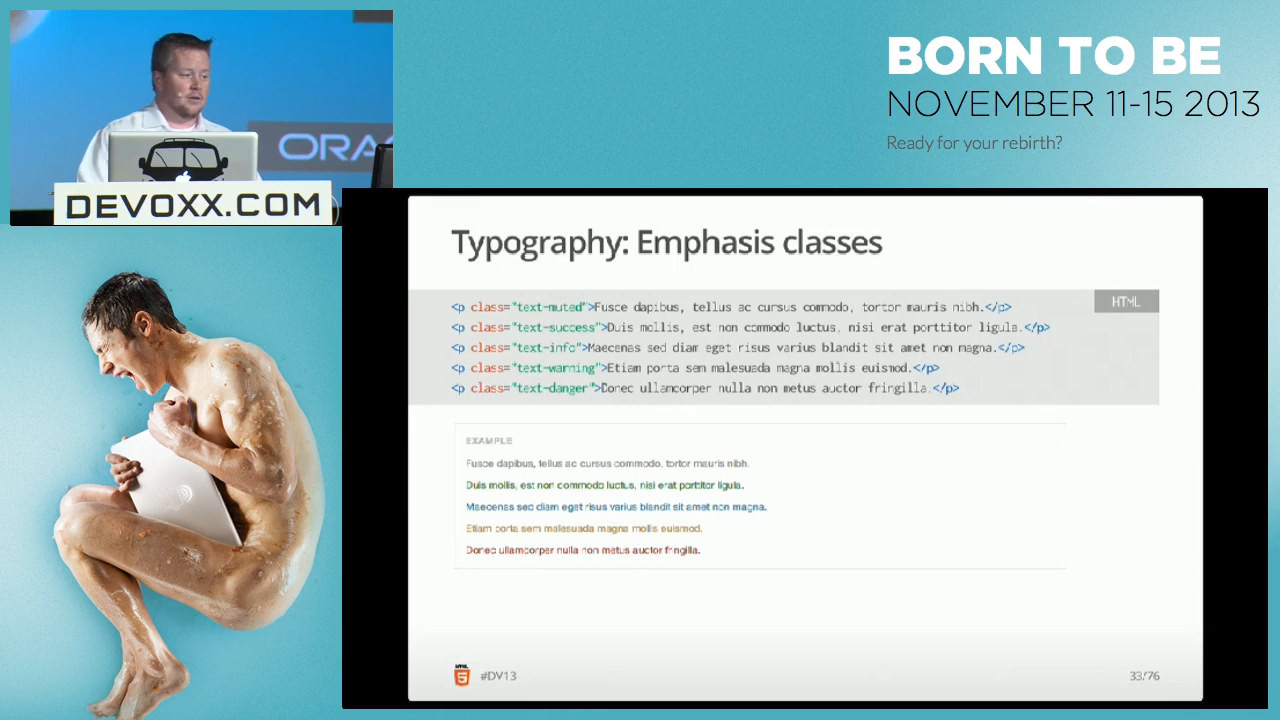 BORN TO BE
NOVEMBER 11-15 2013
Ready for your rebirth?
ORA
DEVOXX.COM
Typography: Emphasis classes
HTML
<p class="text-muted">Fusce dapibus, tellus ac cursus commodo, tortor mauris nibh.</p>
<p class="text-success">Duis mollis, est non commodo luctus, nisi erat porttitor ligula.</p>
<p class="text-info">Maecenas sed diam eget risus varius blandit sit amet non magna.</p>
<p class="text-warning">Etiam porta sem malesuada magna mollis euismod.</p>
<p class="text-danger">Donec ullamcorper nulla non metus auctor fringilla.</p>
EXAMPLE
Fusce dapibus, tellus ac cursus commodo, tortor mauris nibh.
Duis mollis, est non commodo luctus, nisi erat porttitor ligula.
Maecenas sed diam eget risus varius blandit sit amet non magna.
Etiam porta sem malesuada magna mollis euismod.
Donec ullamcorper nulla non metus auctor fringilla.
HTML
5
#DV13
33/76